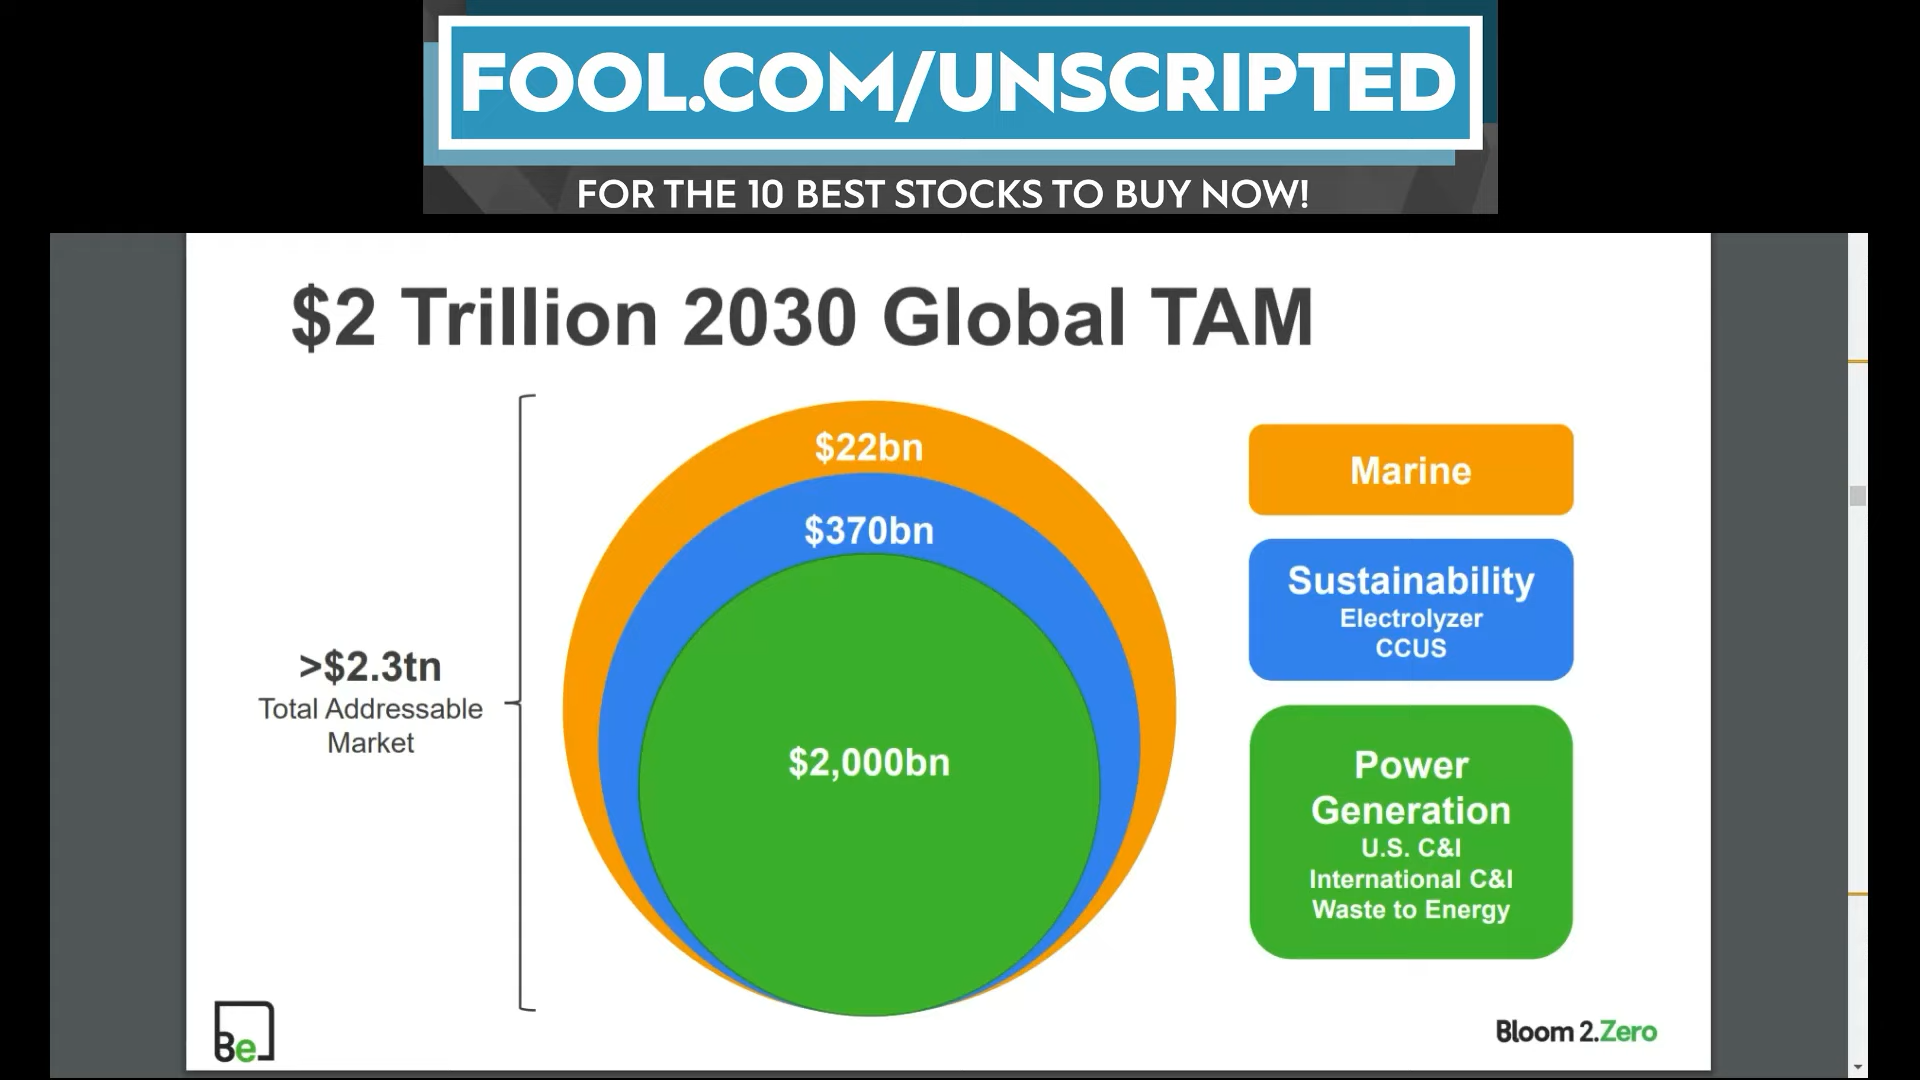 FOOL.COM/UNSCRIPTED
FOR THE 10 BEST STOCKS TO BUY NOW!
$2 Trillion 2030 Global TAM
>$2.3tn
Total Addressable
Market
$22bn
$370bn
$2,000bn
Marine
Sustainability
Electrolyzer
CCUS
Power
Generation
U.S. C&I
International C&I
Waste to Energy
Be
Bloom 2.Zero